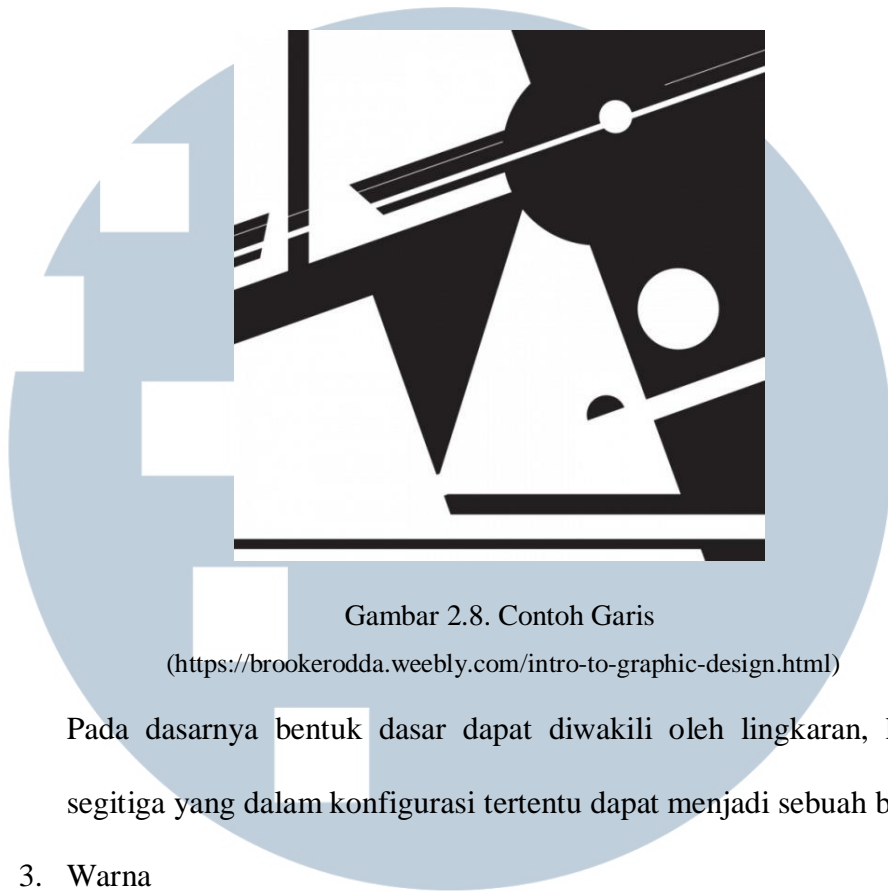 Gambar 2.8. Contoh Garis
(https://brookerodda.weebly.com/intro-to-graphic-design.html)
Pada dasarnya bentuk dasar dapat diwakili oleh lingkaran,
segitiga yang dalam konfigurasi tertentu dapat menjadi sebuah
3. Warna